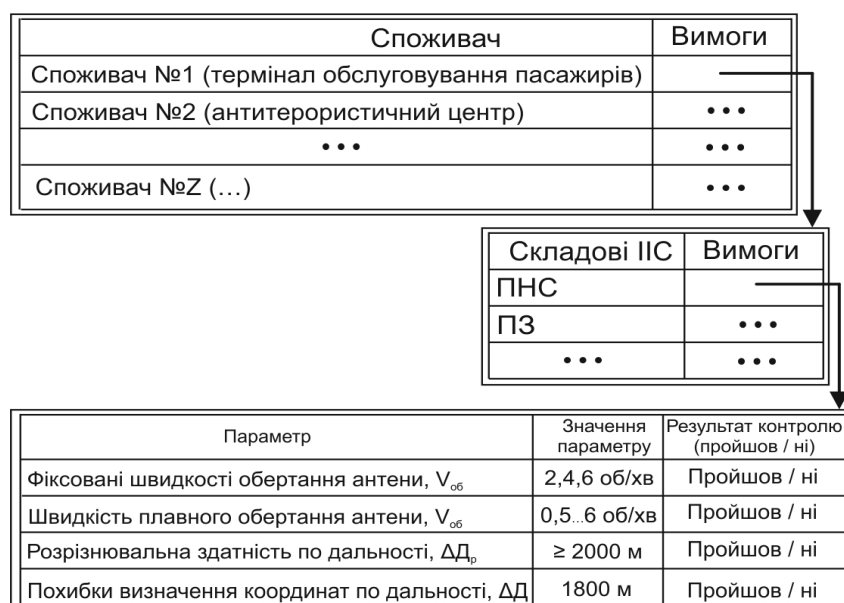 Споживач Вимоги
Споживач №1 (термінал обслуговування пасажирів)
Споживач №2 (антитерористичний центр) •••
••• •••
Споживач №Z (…) •••
Складові ІІС Вимоги
ПНС
ПЗ •••
••• •••
Параметр Значення параметру Результат контролю (пройшов / ні)
Фіксовані швидкості обертання антени, Vоб 2,4,6 об/хв Пройшов / ні
Швидкість плавного обертання антени, Vоб 0,5...6 об/хв Пройшов / ні
Розрізнювальна здатність по дальності, ΔДр ≥ 2000 м Пройшов / ні
Похибки визначення координат по дальності, ΔД 1800 м Пройшов / ні